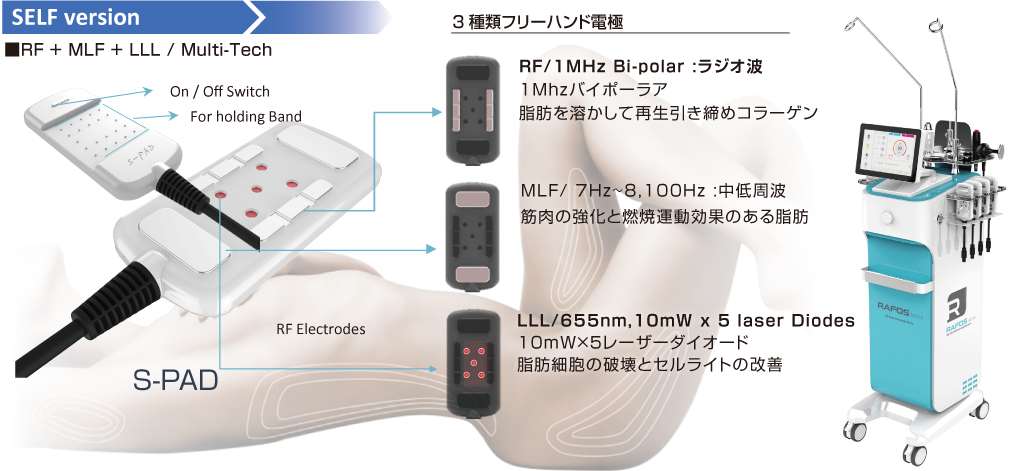 SELF version
■RF + MLF + LLL / Multi-Tech
On / Off Switch
For holding Band
S-PAD
RF Electrodes
S-PAD
3種類フリーハンド電極
RF/1MHz Bi-polar :ラジオ波
1Mhzバイポーラア
脂肪を溶かして再生引き締めコラーゲン
MLF/ 7Hz~8,100Hz :中低周波
筋肉の強化と燃焼運動効果のある脂肪
LLL/655nm,10mW x 5 laser Diodes
10mW×5レーザーダイオード
脂肪細胞の破壊とセルライトの改善
RAFOS
R
RAFOS